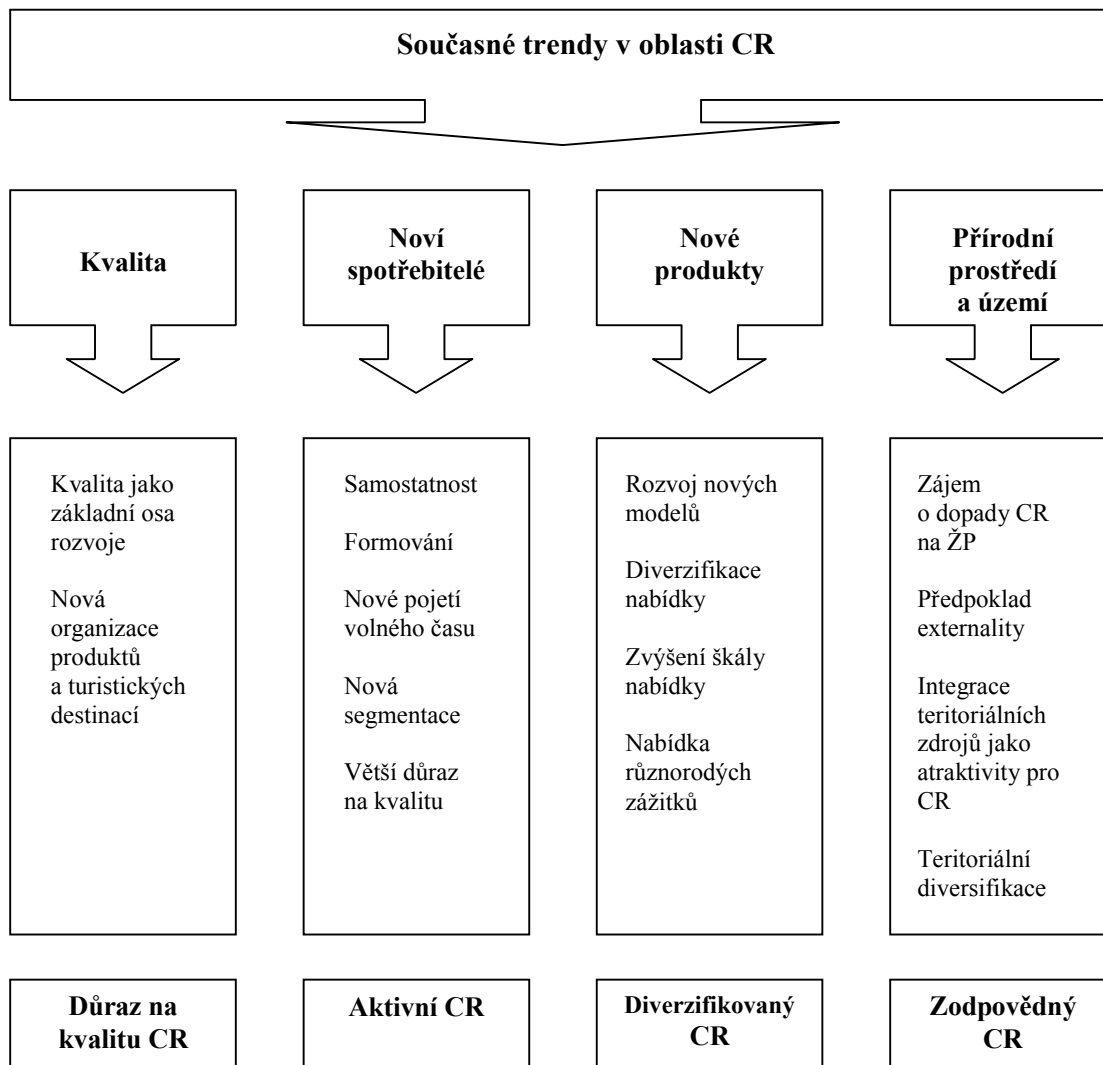 Současné trendy v oblasti CR
Kvalita
Noví
spotřebitelé
Nové
produkty
Přírodní
prostředí
a území
Kvalita jako
základní osa
rozvoje
Nová
organizace
produktů
a turistických
destinací
Samostatnost
Formování
Nové pojetí
volného času
Nová
segmentace
Větší důraz
na kvalitu
Rozvoj nových
modelů
Diverzifikace
nabídky
Zvýšení škály
nabídky
Nabídka
různorodých
zážitků
Zájem
o dopady CR
na ŽP
Předpoklad
externality
Integrace
teritoriálních
zdrojů jako
atraktivity pro
CR
Teritoriální
diversifikace
Důraz na
kvalitu CR
Aktivní CR
Diverzifikovaný
CR
Zodpovědný
CR